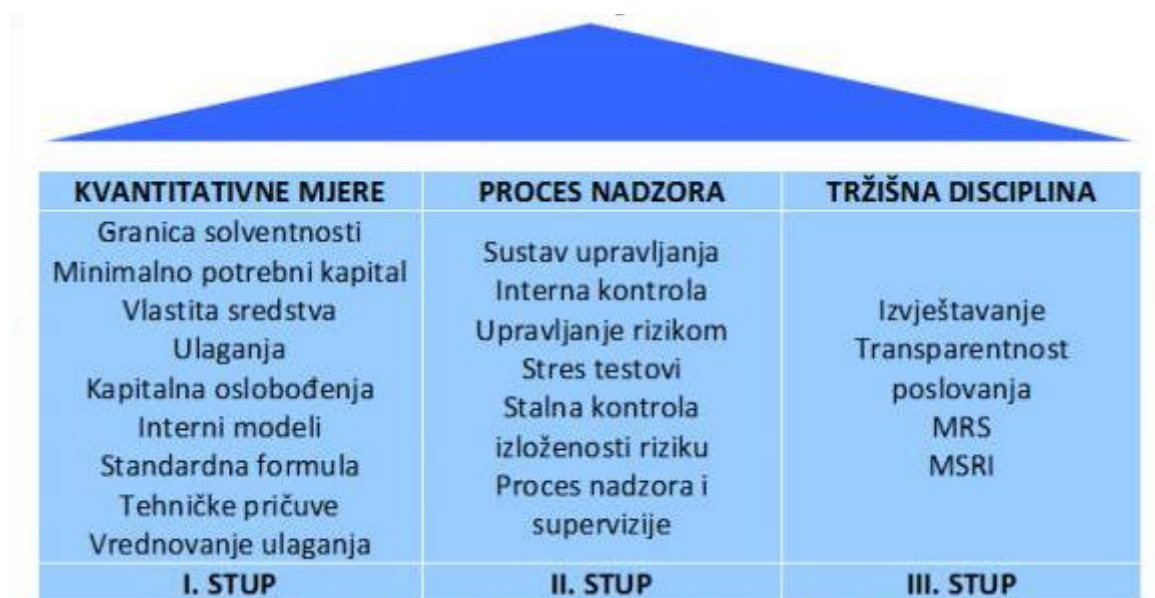 KVANTITATIVNE MJERE
Granica solventnosti
Minimalno potrebni kapital
Vlastita sredstva
Ulaganja
Kapitalna oslobođenja
Interni modeli
Standardna formula
Tehničke pričuve
Vrednovanje ulaganja
I. STUP
PROCES NADZORA
Sustav upravljanja
Interna kontrola
Upravljanje rizikom
Stres testovi
Stalna kontrola
izloženosti riziku
Proces nadzora i
supervizije
II. STUP
TRŽIŠNA DISCIPLINA
Izvještavanje
Transparentnost
poslovanja
MRS
MSRI
III. STUP